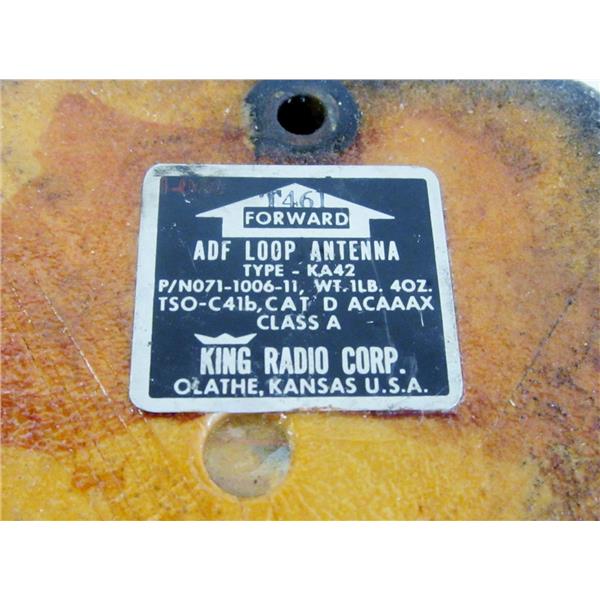 T461
FORWARD
ADF LOOP ANTENNA
TYPE - KA42
P/N071-1006-11, WT.1LB. 4OZ.
TSO-C41b,CAT D ACAAAX
CLASS A
KING RADIO CORP.
OLATHE, KANSAS U.S.A.